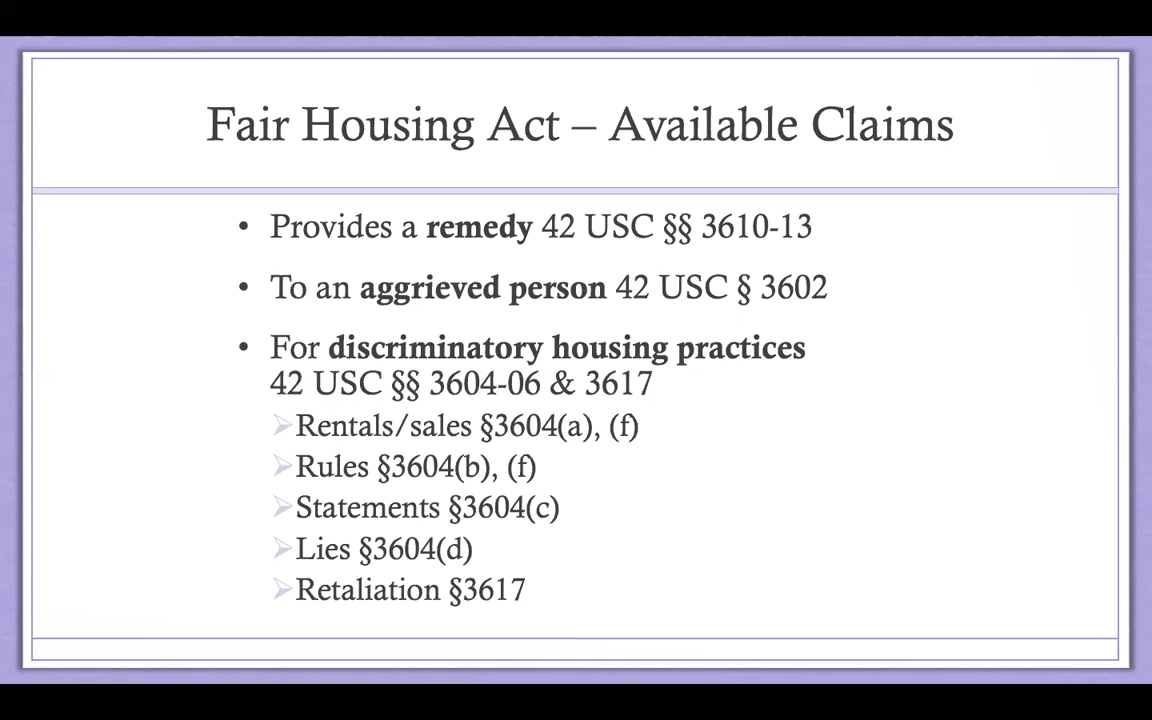 Fair Housing Act – Available Claims
• Provides a remedy 42 USC §§ 3610-13
• To an aggrieved person 42 USC § 3602
• For discriminatory housing practices
42 USC §§ 3604-06 & 3617
➢Rentals/sales §3604(a), (f)
➢Rules §3604(b), (f)
➢Statements §3604(c)
➢Lies §3604(d)
➢Retaliation §3617